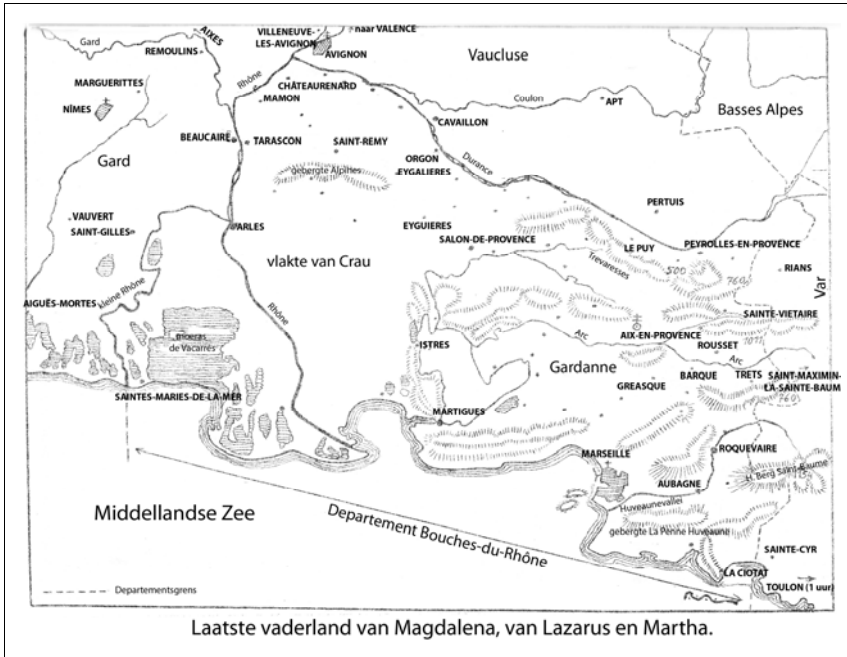 AIXES
VILLENEUVE-
LES-AVIGNON
naar VALENCE
Gard
REMOULINS
AVIGNON
Vaucluse
MARGUERITTES
Rhône
CHÂTEAURENARD
MAMON
Coulon
APT
Basses Alpes
NÎMES
CAVAILLON
BEAUCAIRE
TARASCON
SAINT-REMY
Gard
ORGON
EYGALIERES
Durance
gebergte Alpilles
PERTUIS
VAUVERT
SAINT-GILLES
ARLES
EYGUIERES
SALON-DE-PROVENCE
LE PUY
PEYROLLES-EN-PROVENCE
vlakte van Crau
Trevaresses
500
760
RIANS
Var
kleine Rhône
AIGUËS-MORTES
Rhône
SAINTE-VIETAIRE
moeras
de Vacarrès
Arc
AIX-EN-PROVENCE
1011
ISTRES
ROUSSET
Arc
Gardanne
BARQUE
TRETS
SAINT-MAXIMIN-
LA-SAINTE-BAUM
GREASQUE
760
SAINTES-MARIES-DE-LA-MER
MARTIGUES
MARSEILLE
ROQUEVAIRE
H. Berg Sainte-Baume
AUBAGNE
Huveaunevallei
Middellandse Zee
Departement Bouches-du-Rhône
gebergte La Penne Huveaune
SAINTE-CYR
LA CIOTAT
TOULON (1 uur)
Departementsgrens
Laatste vaderland van Magdalena, van Lazarus en Martha.